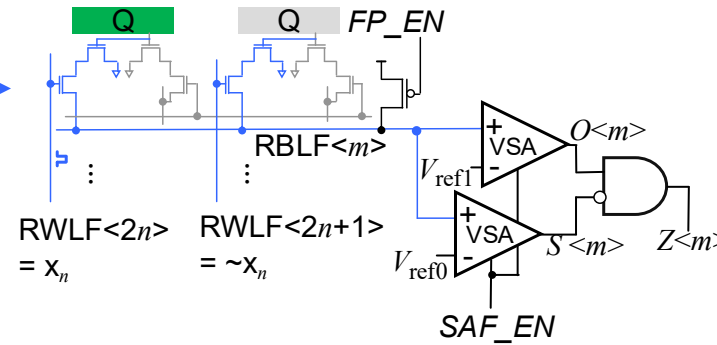 Q
Q
FP_EN
RBLF<m>
+
VSA
-
O<m>
Vref1
+
VSA
-
S<m>
Vref0
Z<m>
⋮
⋮
RWLF<2n>
= xn
RWLF<2n+1>
= ~xn
SAF_EN